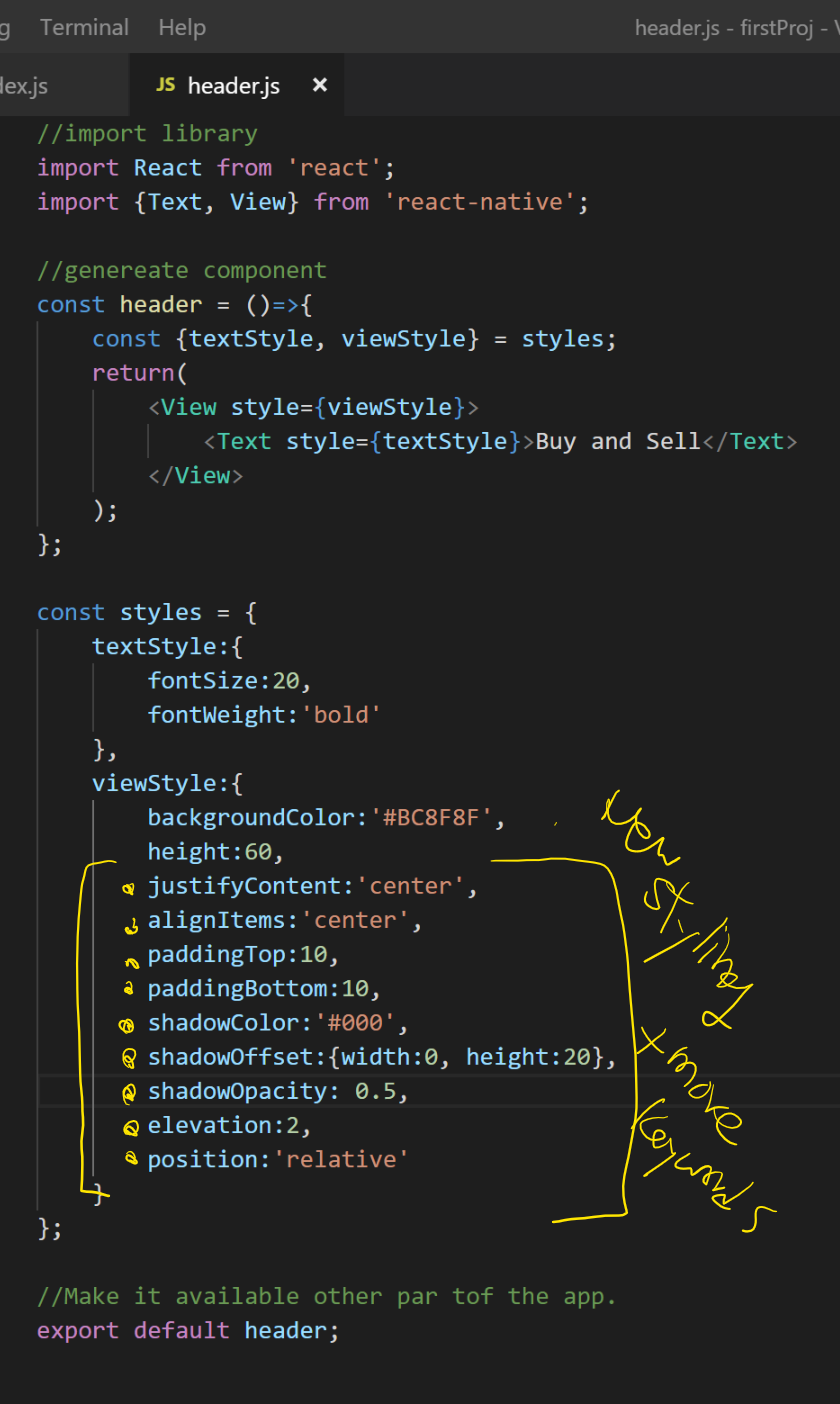 Terminal Help header.js - firstProj -
dex.js JS header.js ×
//import library
import React from 'react';
import {Text, View} from 'react-native';
//genereate component
const header = ()=>{
const {textStyle, viewStyle} = styles;
return(
<View style={viewStyle}>
<Text style={textStyle}>Buy and Sell</Text>
</View>
);
};
const styles = {
textStyle:{
fontSize:20,
fontWeight:'bold'
},
viewStyle:{
backgroundColor:'#BC8F8F',
height:60,
justifyContent:'center',
alignItems:'center',
paddingTop:10,
paddingBottom:10,
shadowColor:'#000',
shadowOffset:{width:0, height:20},
shadowOpacity: 0.5,
elevation:2,
position:'relative'
}
};
//Make it available other par tof the app.
export default header;
styling